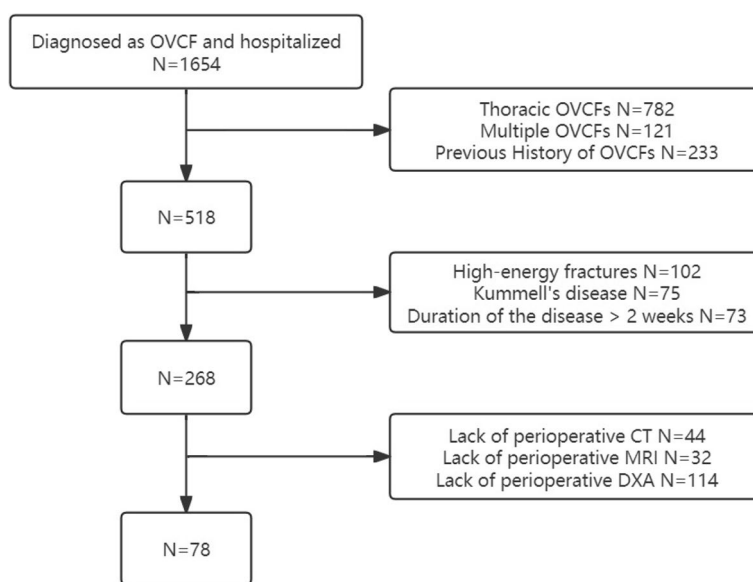 Diagnosed as OVCF and hospitalized
N=1654
Thoracic OVCFs N=782
Multiple OVCFs N=121
Previous History of OVCFs N=233
N=518
High-energy fractures N=102
Kummell's disease N=75
Duration of the disease > 2 weeks N=73
N=268
Lack of perioperative CT N=44
Lack of perioperative MRI N=32
Lack of perioperative DXA N=114
N=78